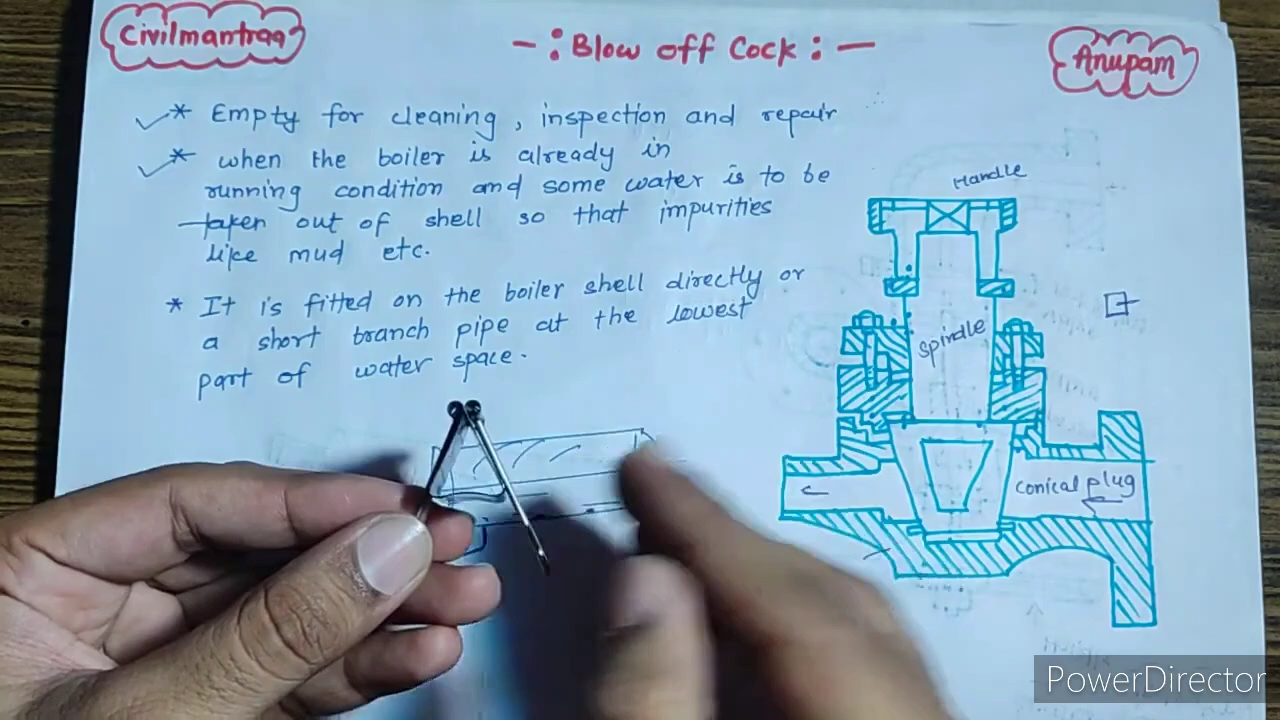 Civilmantraa
- : Blow off Cock : -
Anupam
* Empty for cleaning, inspection and repair
* when the boiler is already in
running condition and some water is to be
taken out of shell so that impurities
like mud etc.
* It is fitted on the boiler shell directly or
a short branch pipe at the lowest
part of water space.
Handle
Spindle
conical plug
PowerDirector